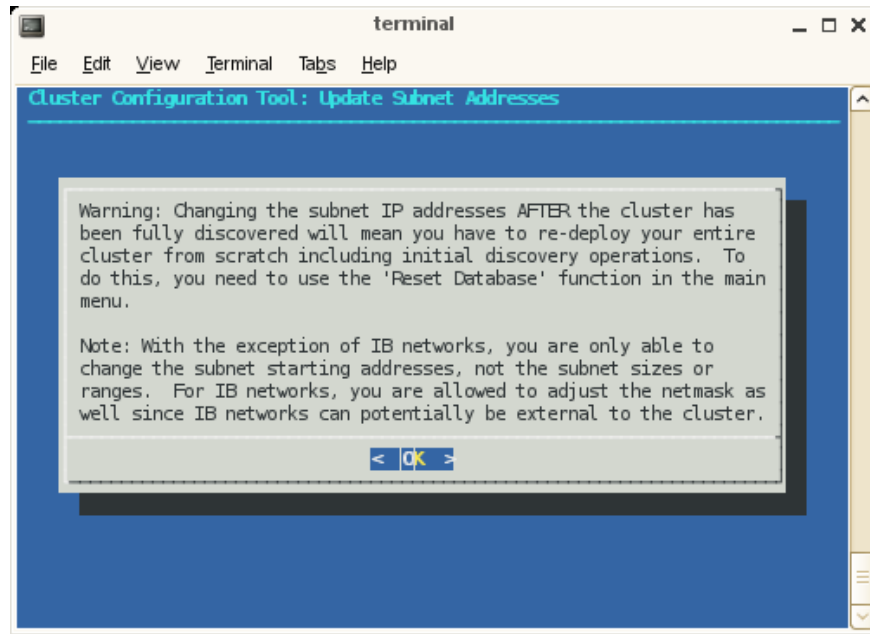 terminal
File Edit View Terminal Tabs Help
Cluster Configuration Tool: Update Subnet Addresses
Warning: Changing the subnet IP addresses AFTER the cluster has
been fully discovered will mean you have to re-deploy your entire
cluster from scratch including initial discovery operations.  To
do this, you need to use the 'Reset Database' function in the main
menu.
Note: With the exception of IB networks, you are only able to
change the subnet starting addresses, not the subnet sizes or
ranges.  For IB networks, you are allowed to adjust the netmask as
well since IB networks can potentially be external to the cluster.
< OK >